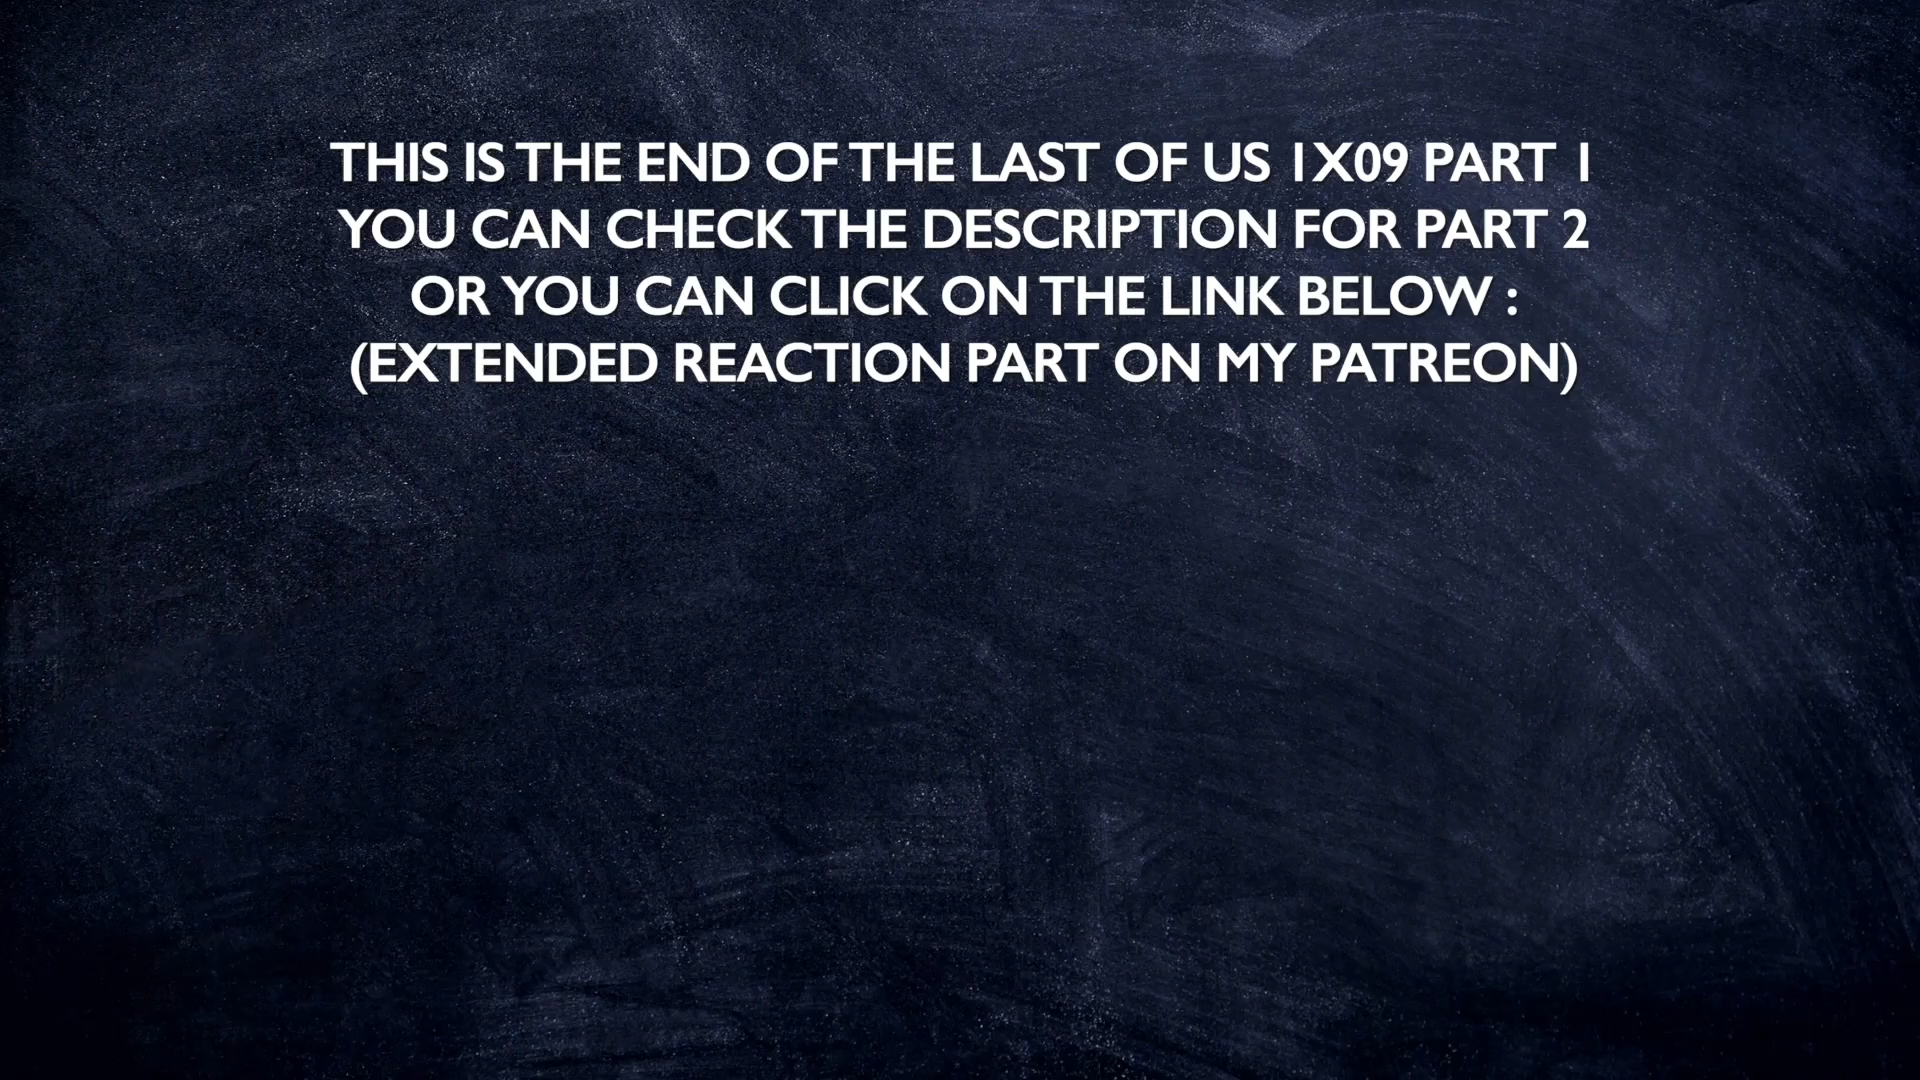 THIS IS THE END OF THE LAST OF US 1X09 PART 1
YOU CAN CHECK THE DESCRIPTION FOR PART 2
OR YOU CAN CLICK ON THE LINK BELOW :
(EXTENDED REACTION PART ON MY PATREON)